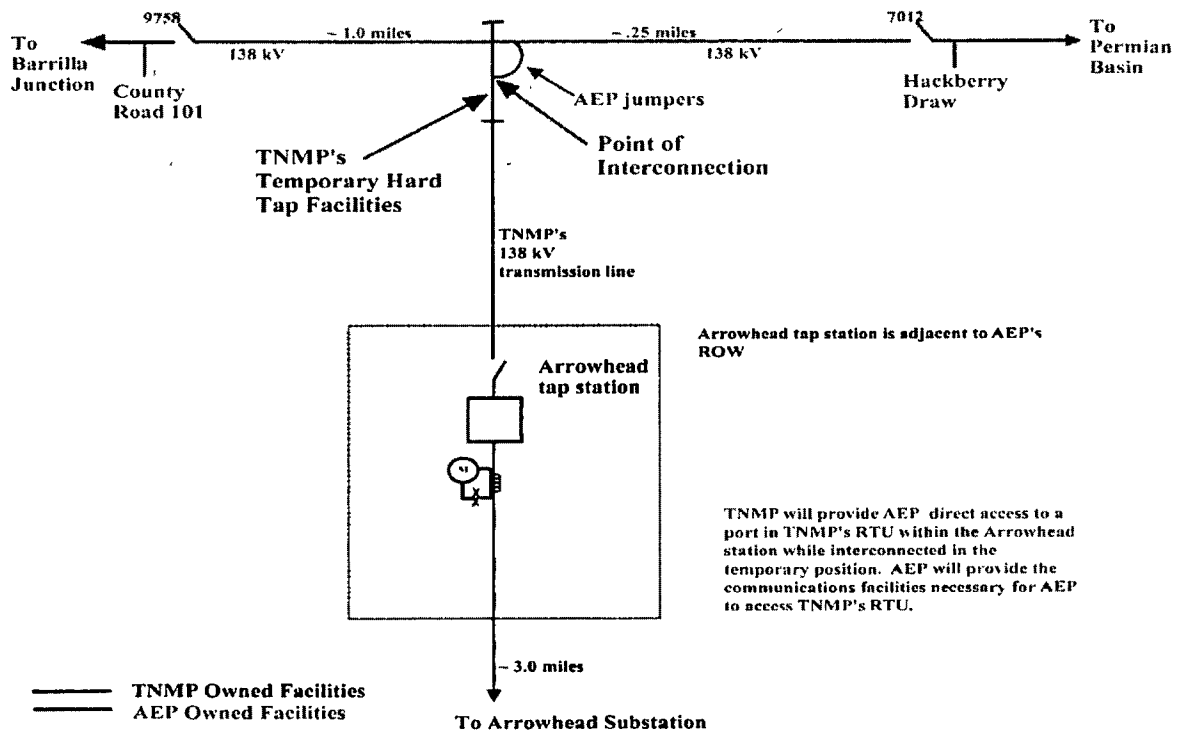 9758
7012
~ 1.0 miles
~ .25 miles
To
Barrilla
Junction
138 kV
138 kV
To
Permian
Basin
County
Road 101
Hackberry
Draw
AEP jumpers
TNMP's
Temporary Hard
Tap Facilities
Point of
Interconnection
TNMP's
138 kV
transmission line
Arrowhead tap station is adjacent to AEP's
ROW
Arrowhead
tap station
M
TNMP will provide AEP direct access to a
port in TNMP's RTU within the Arrowhead
station while interconnected in the
temporary position. AEP will provide the
communications facilities necessary for AEP
to access TNMP's RTU.
~ 3.0 miles
TNMP Owned Facilities
AEP Owned Facilities
To Arrowhead Substation